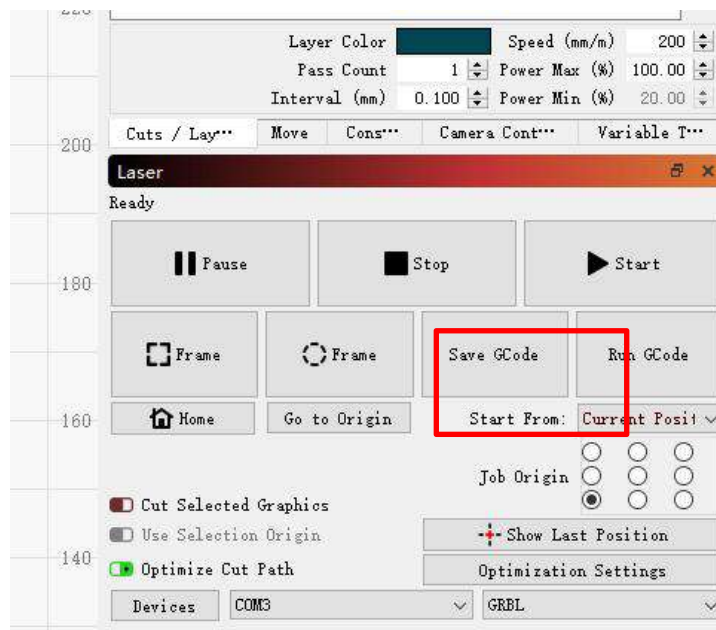 220
Layer Color Speed (mm/m) 200
Pass Count 1 Power Max (%) 100.00
Interval (mm) 0.100 Power Min (%) 20.00
Cuts / Lay... Move Cons... Camera Cont... Variable T...
200
Laser
Ready
Pause Stop Start
180
Frame Frame Save GCode Run GCode
160
Home Go to Origin Start From: Current Posit
Job Origin
Cut Selected Graphics
Use Selection Origin Show Last Position
140
Optimize Cut Path Optimization Settings
Devices COM3 GRBL